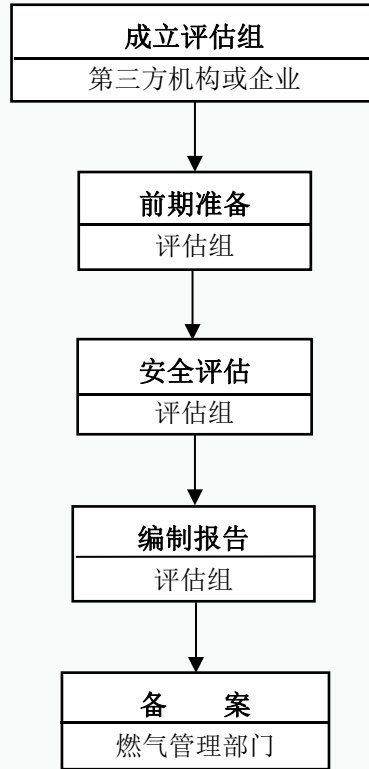 成立评估组
第三方机构或企业
前期准备
评估组
安全评估
评估组
编制报告
评估组
备 案
燃气管理部门